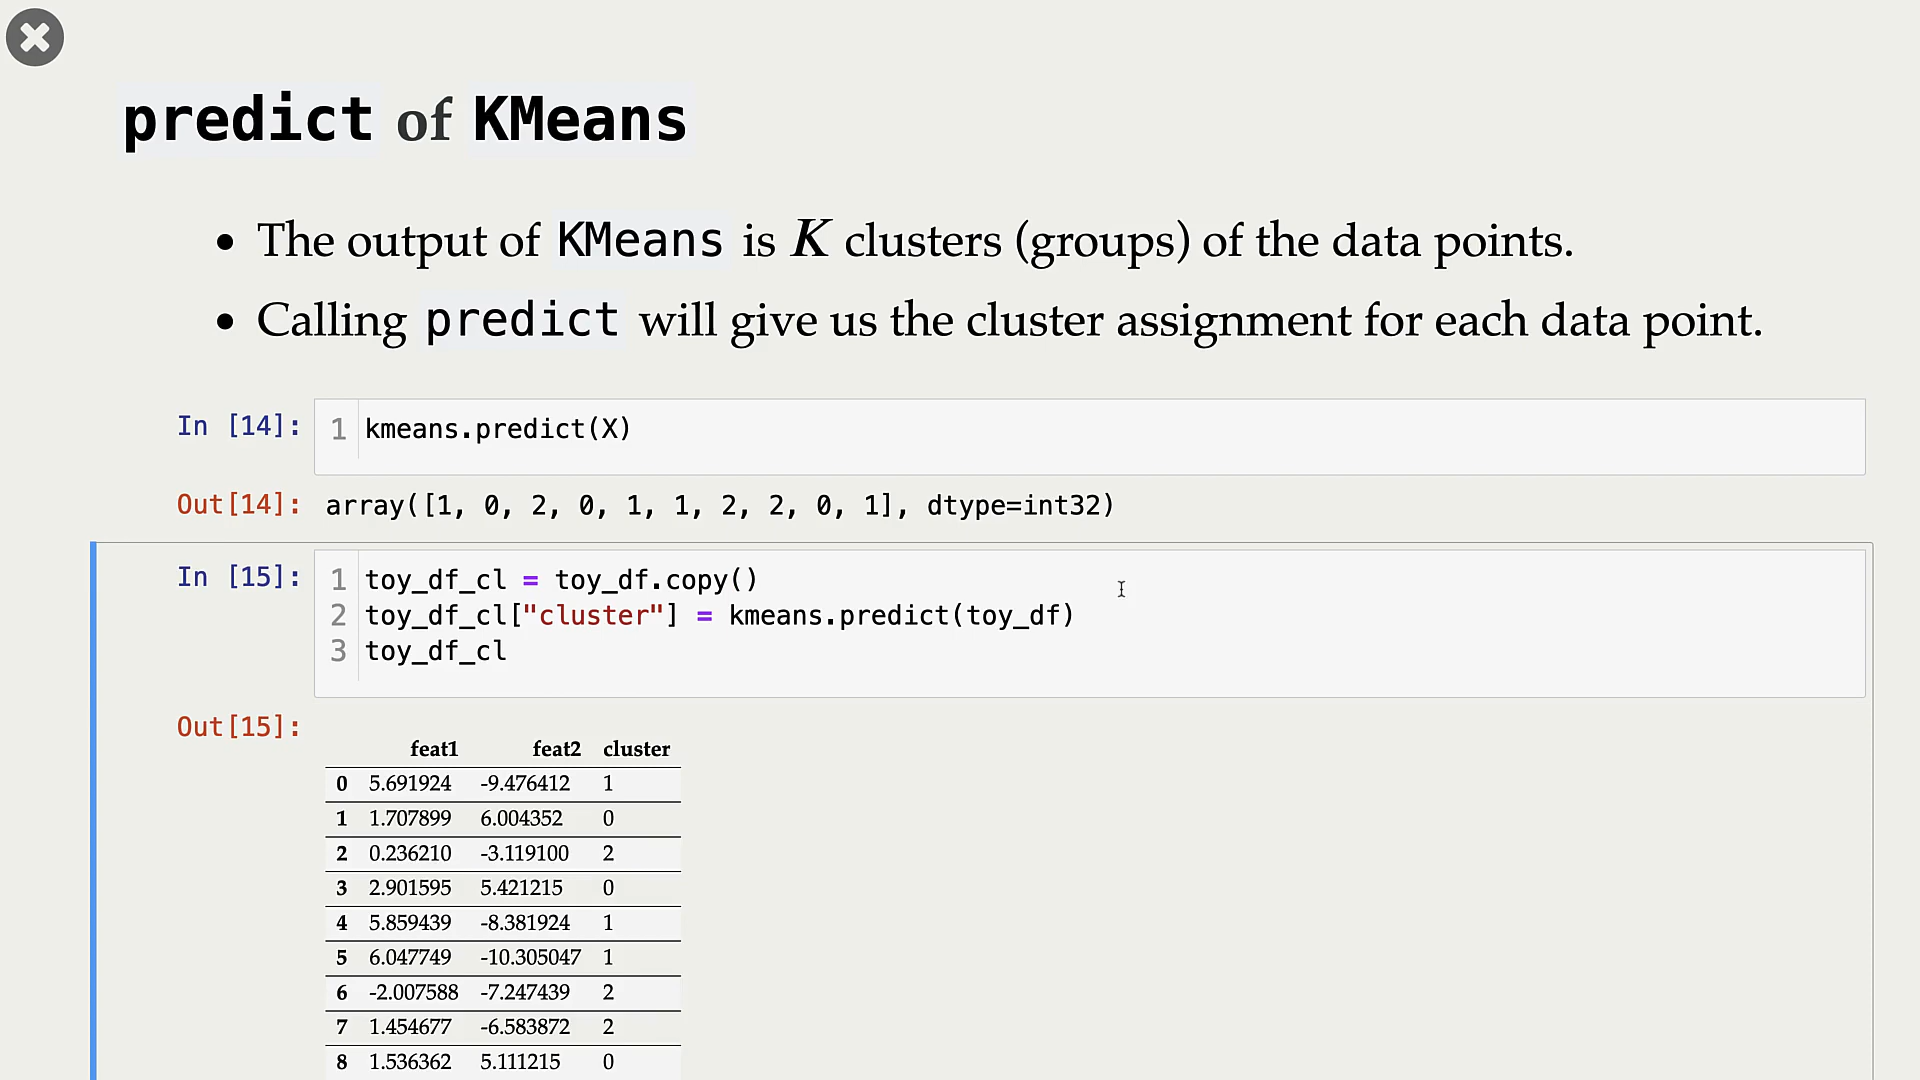 predict of KMeans
• The output of KMeans is K clusters (groups) of the data points.
• Calling predict will give us the cluster assignment for each data point.
In [14]: 1 kmeans.predict(X)
Out[14]: array([1, 0, 2, 0, 1, 1, 2, 2, 0, 1], dtype=int32)
In [15]: 1 toy_df_cl = toy_df.copy()
2 toy_df_cl["cluster"] = kmeans.predict(toy_df)
3 toy_df_cl
Out[15]:
feat1 feat2 cluster
0 5.691924 -9.476412 1
1 1.707899 6.004352 0
2 0.236210 -3.119100 2
3 2.901595 5.421215 0
4 5.859439 -8.381924 1
5 6.047749 -10.305047 1
6 -2.007588 -7.247439 2
7 1.454677 -6.583872 2
8 1.536362 5.111215 0